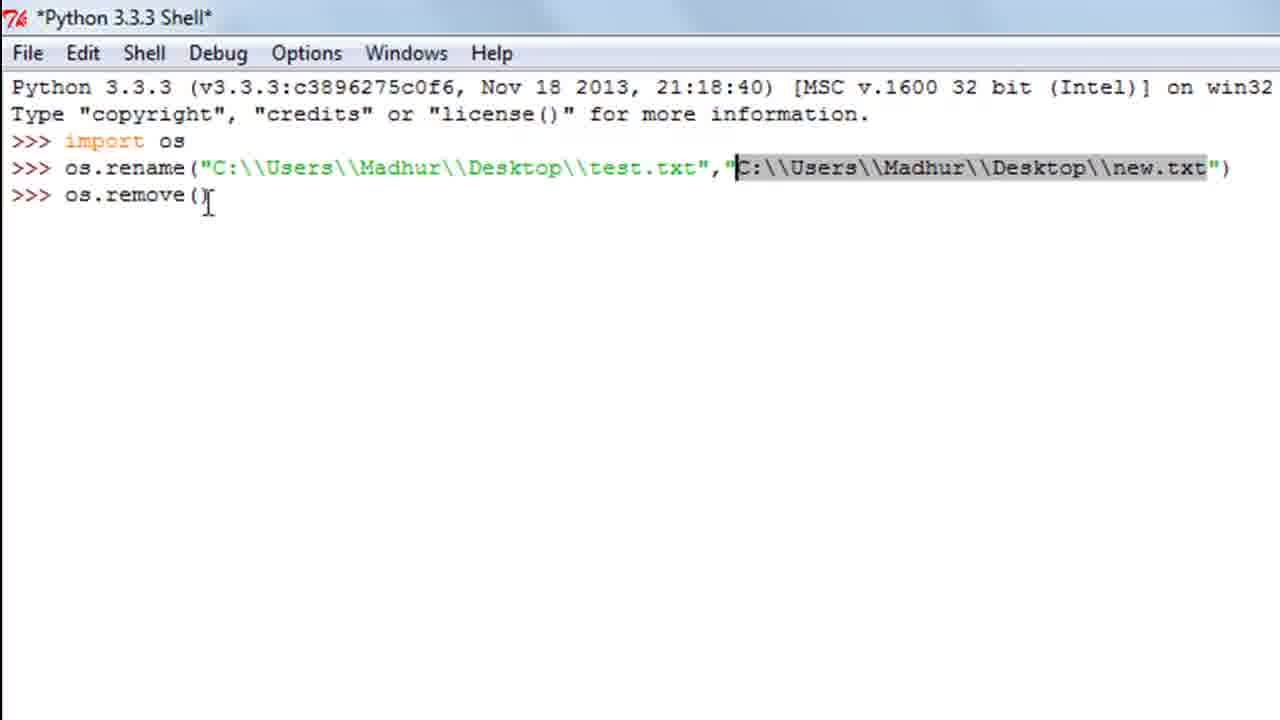 *Python 3.3.3 Shell*
File Edit Shell Debug Options Windows Help
Python 3.3.3 (v3.3.3:c3896275c0f6, Nov 18 2013, 21:18:40) [MSC v.1600 32 bit (Intel)] on win32
Type "copyright", "credits" or "license()" for more information.
>>> import os
>>> os.rename("C:\\Users\\Madhur\\Desktop\\test.txt","C:\\Users\\Madhur\\Desktop\\new.txt")
>>> os.remove()